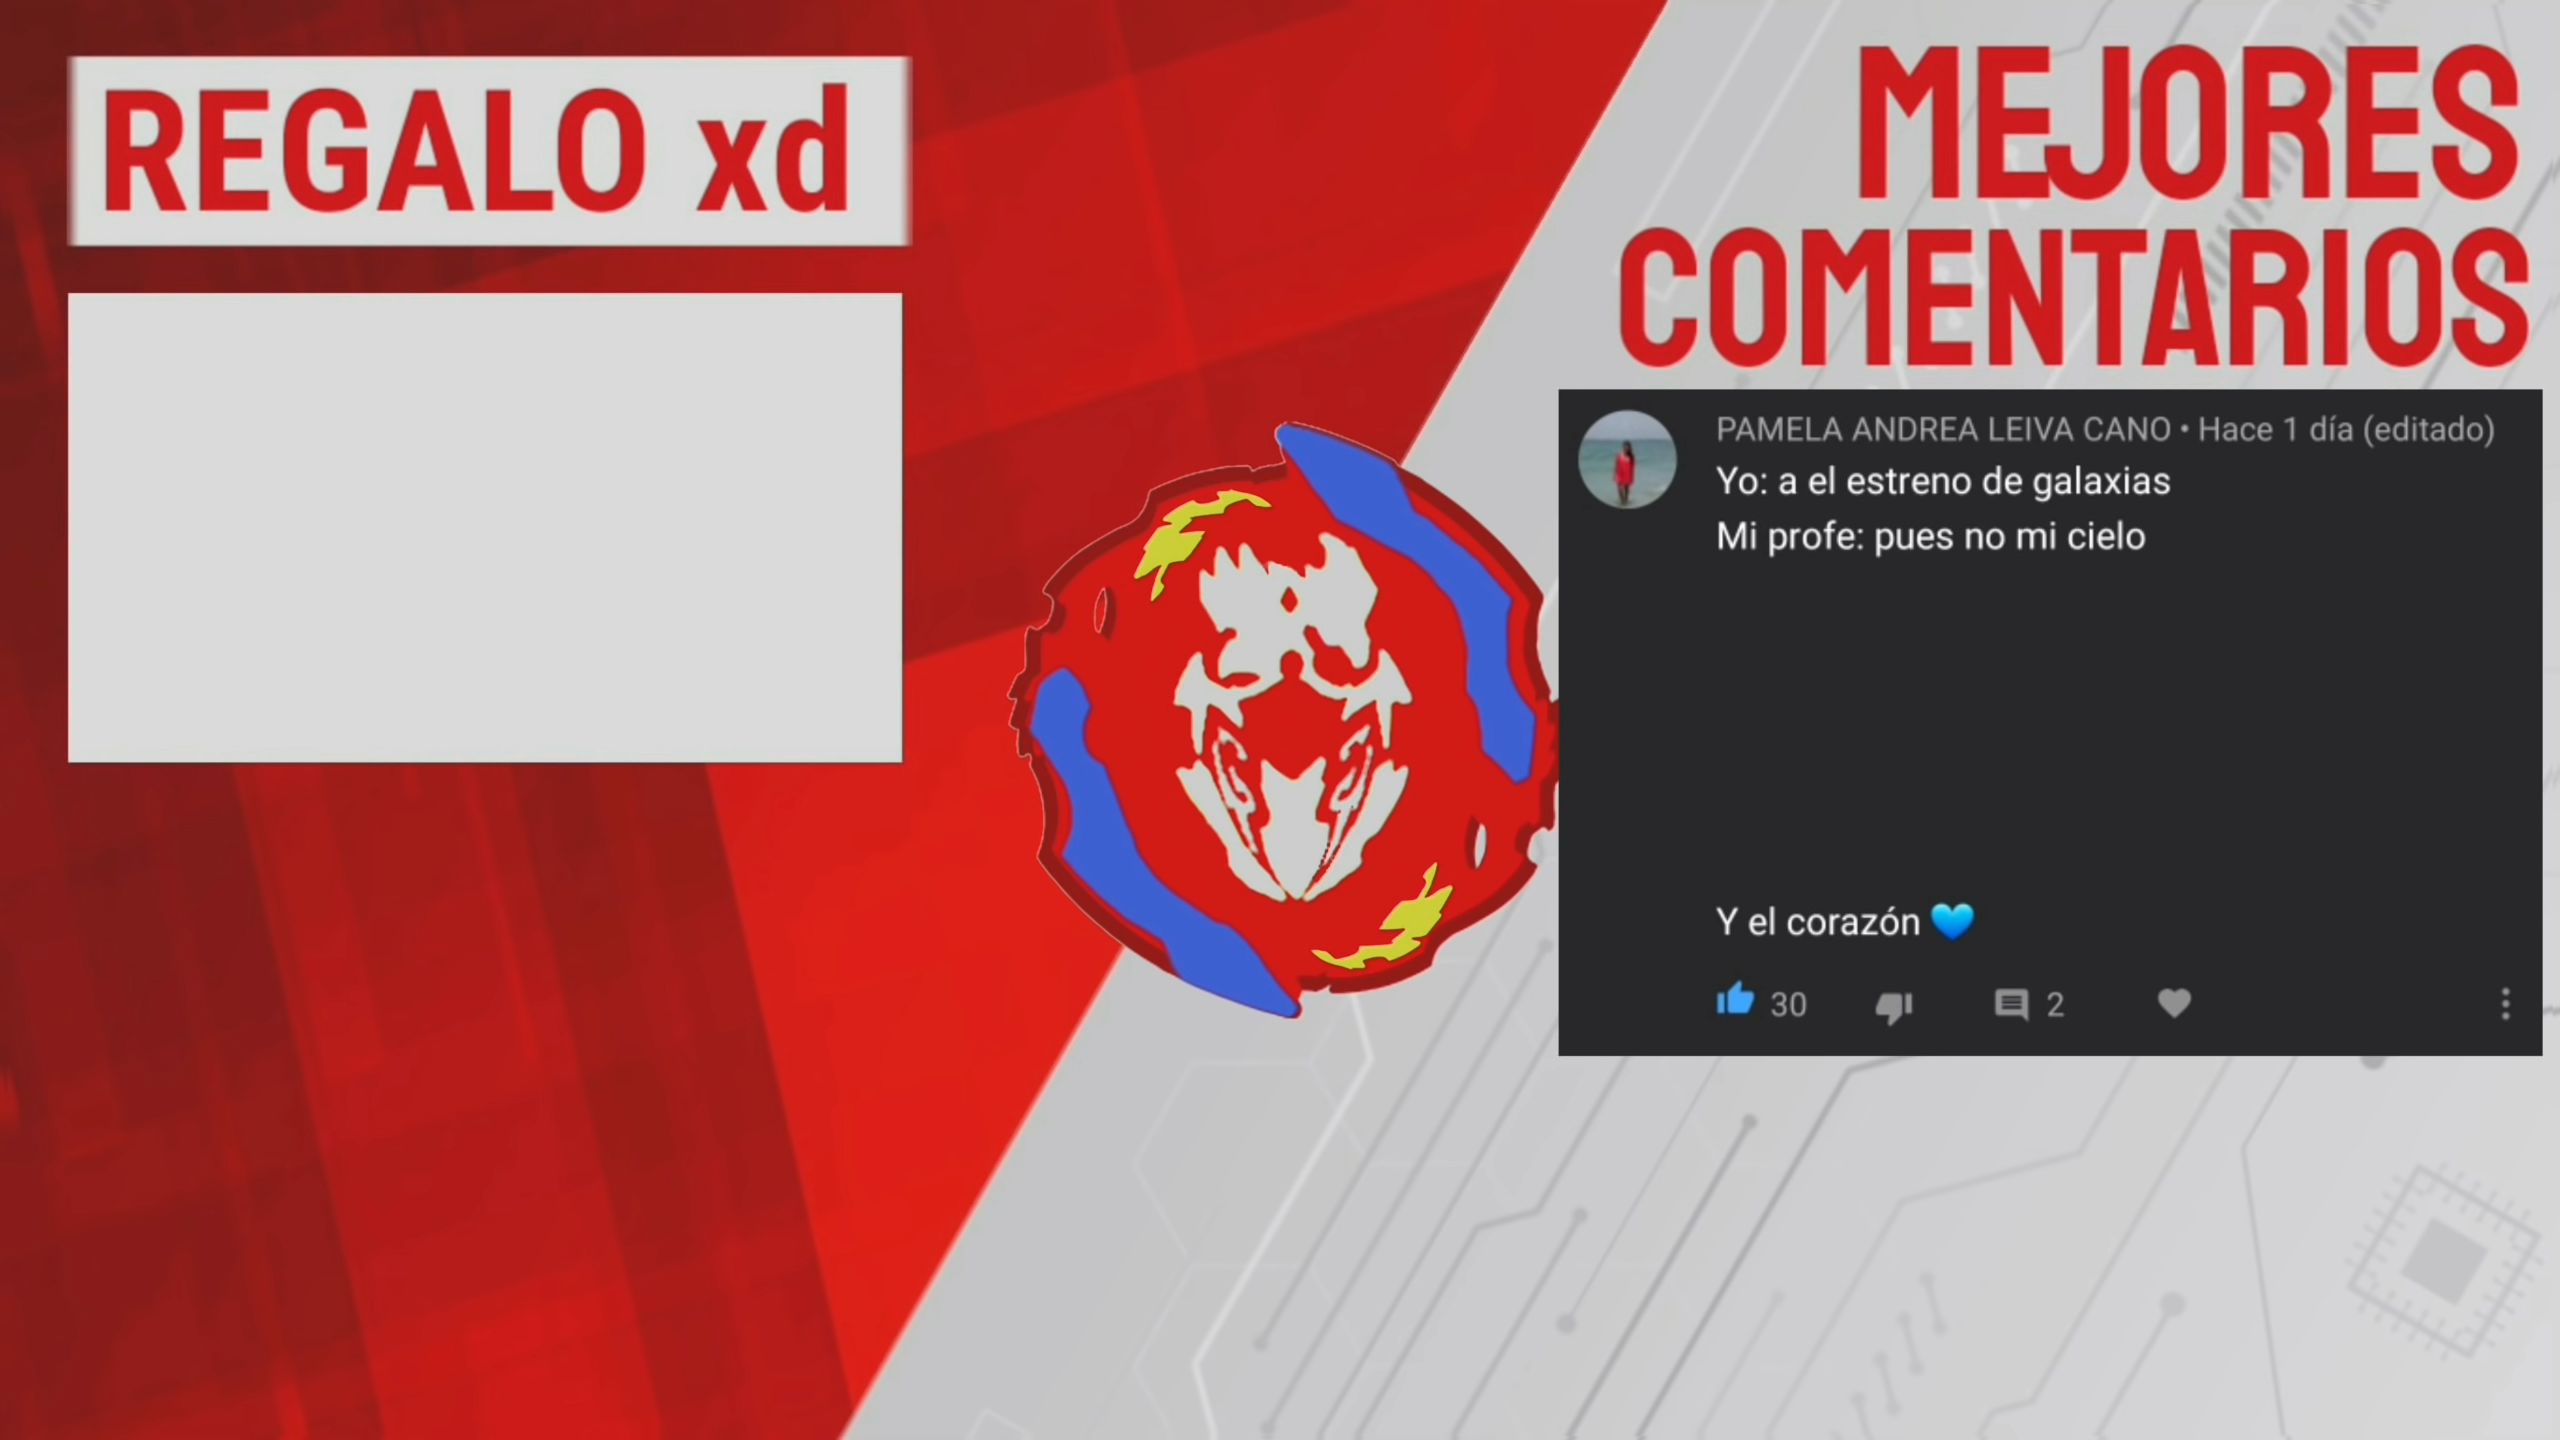 REGALO xd
MEJORES
COMENTARIOS
PAMELA ANDREA LEIVA CANO • Hace 1 día (editado)
Yo: a el estreno de galaxias
Mi profe: pues no mi cielo
Y el corazón 💙
30
2